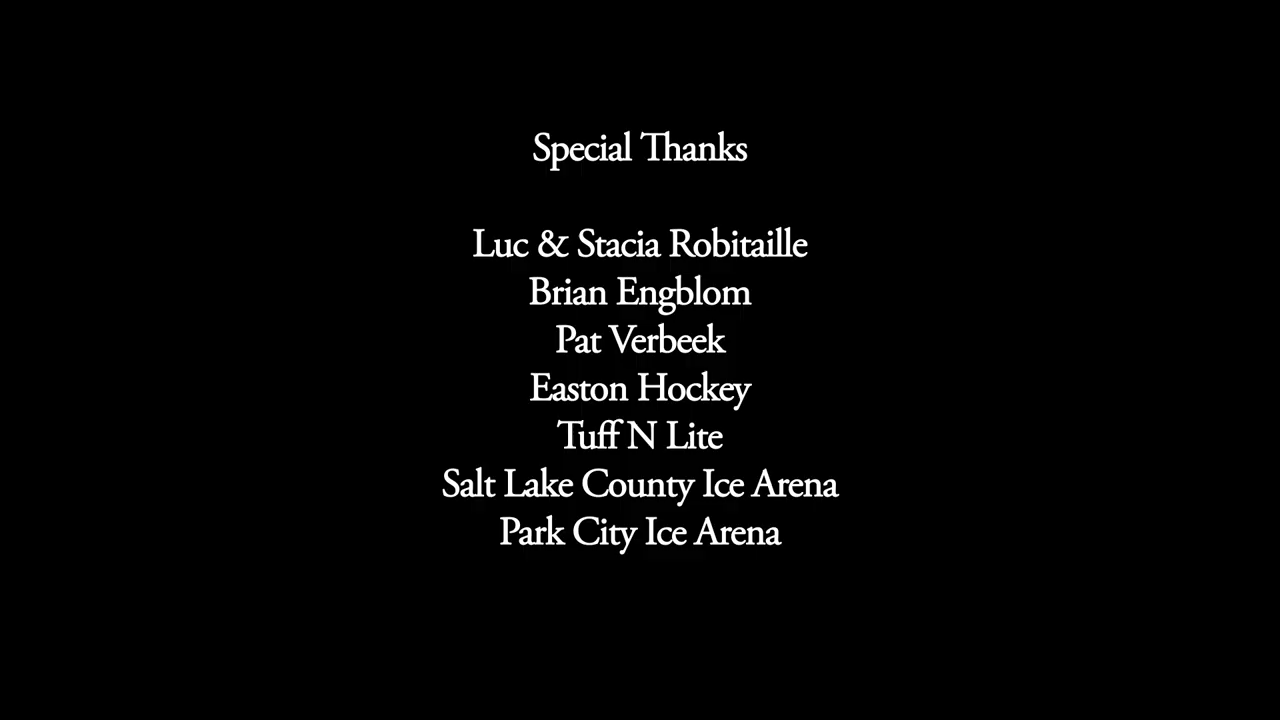 Special Thanks
Luc & Stacia Robitaille
Brian Engblom
Pat Verbeek
Easton Hockey
Tuff N Lite
Salt Lake County Ice Arena
Park City Ice Arena